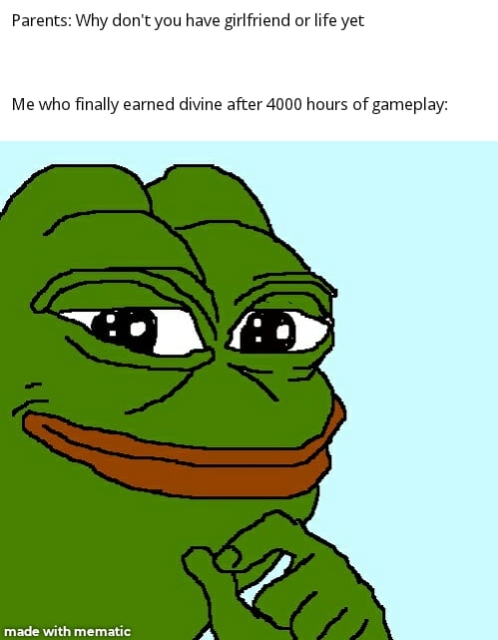 Parents: Why don't you have girlfriend or life yet
Me who finally earned divine after 4000 hours of gameplay:
made with mematic